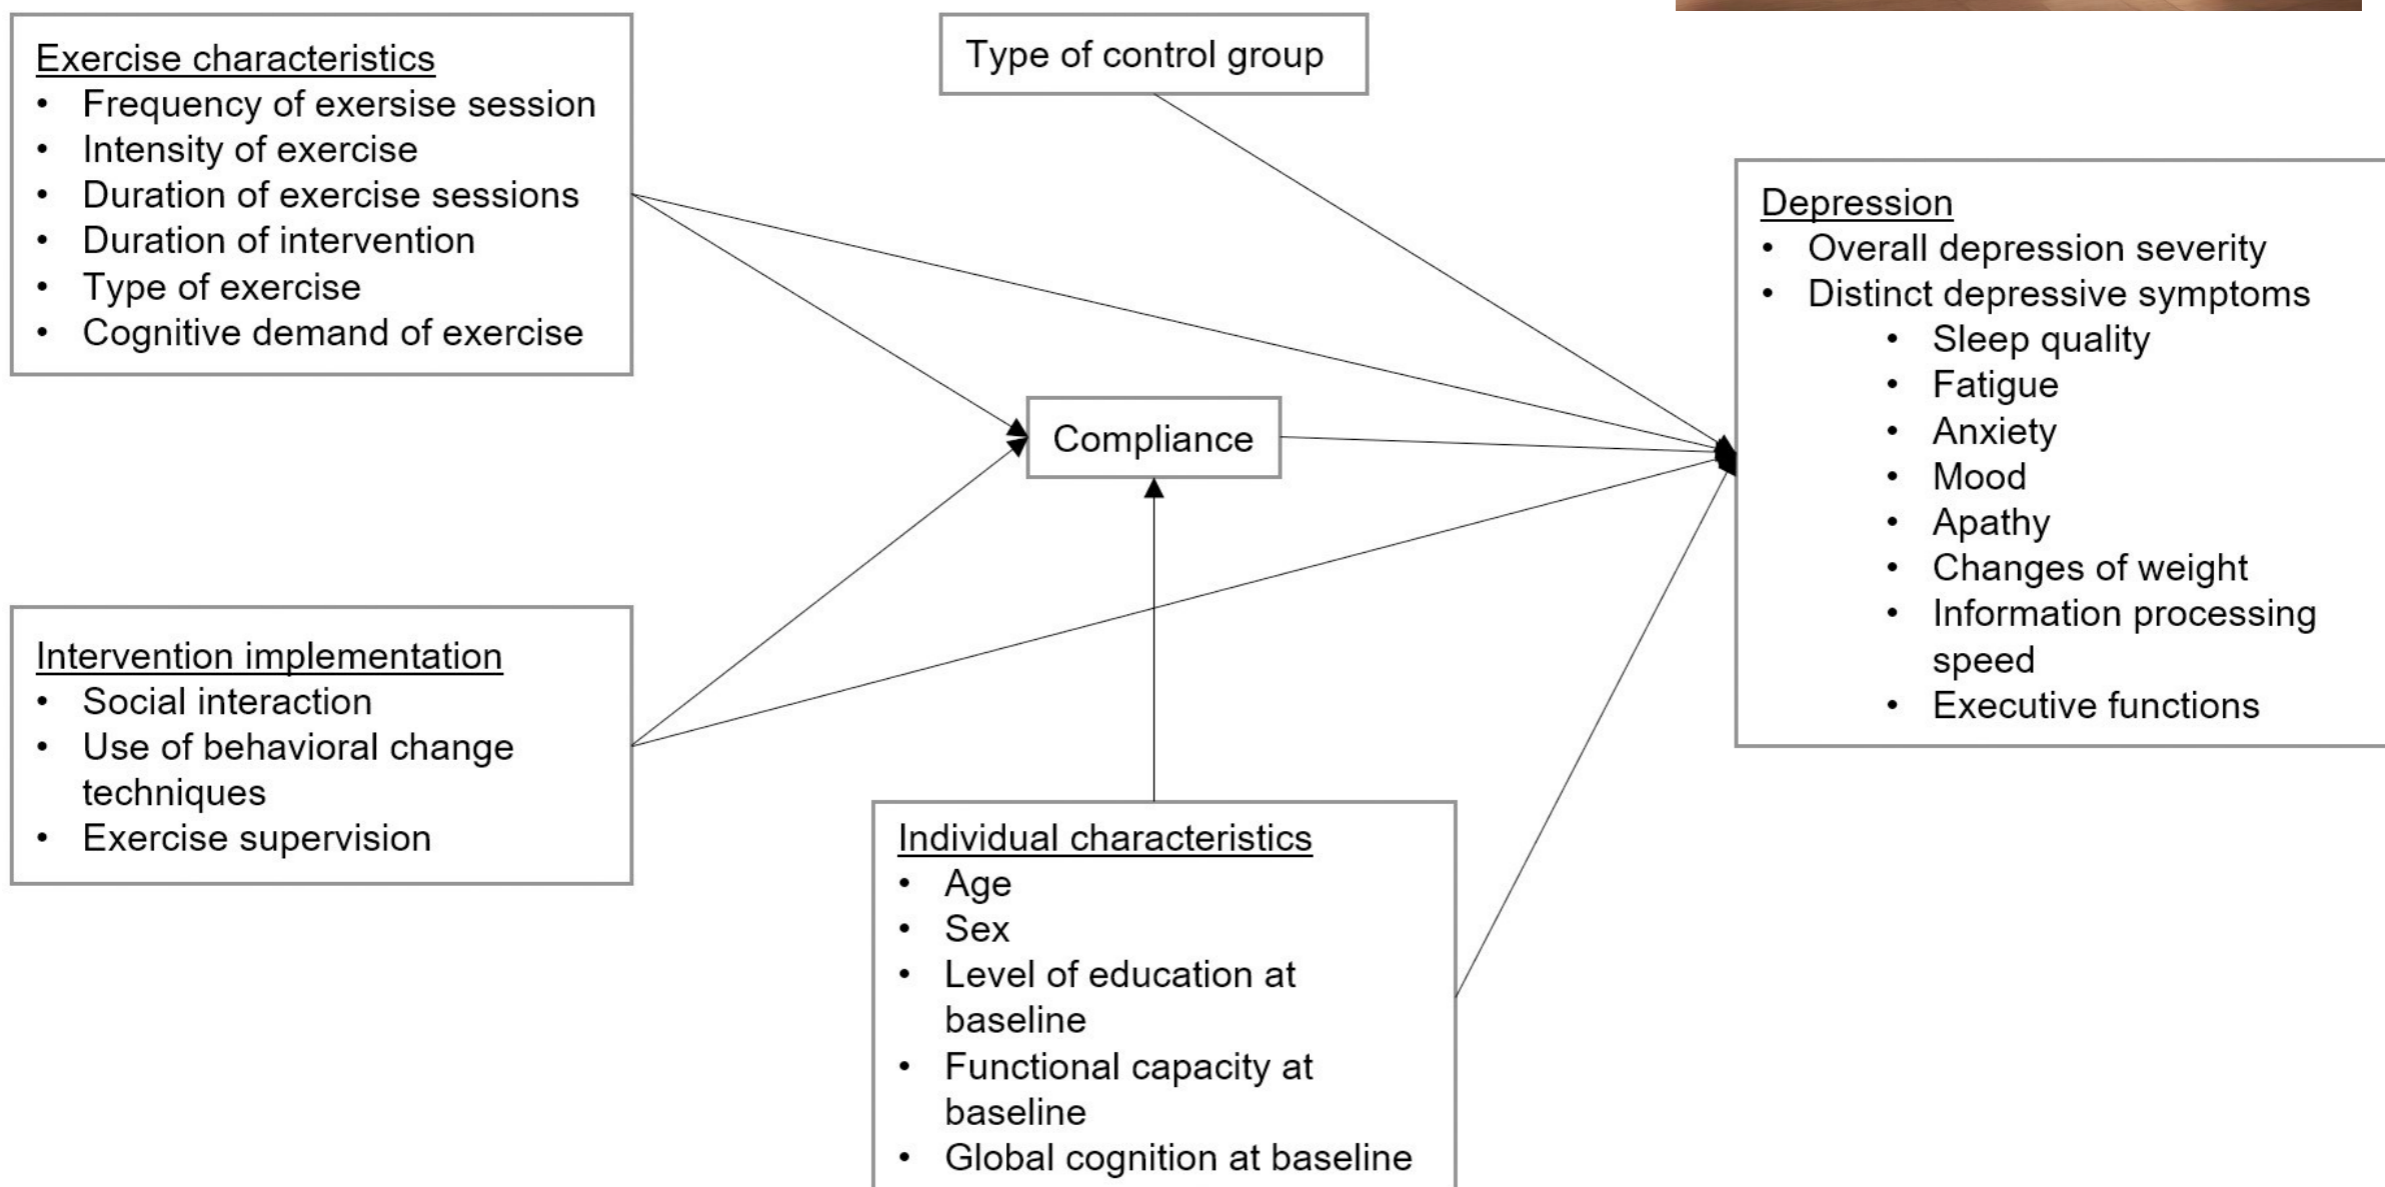 Exercise characteristics
• Frequency of exersise session
• Intensity of exercise
• Duration of exercise sessions
• Duration of intervention
• Type of exercise
• Cognitive demand of exercise
Type of control group
Compliance
Intervention implementation
• Social interaction
• Use of behavioral change
techniques
• Exercise supervision
Individual characteristics
• Age
• Sex
• Level of education at
baseline
• Functional capacity at
baseline
• Global cognition at baseline
Depression
• Overall depression severity
• Distinct depressive symptoms
• Sleep quality
• Fatigue
• Anxiety
• Mood
• Apathy
• Changes of weight
• Information processing
speed
• Executive functions